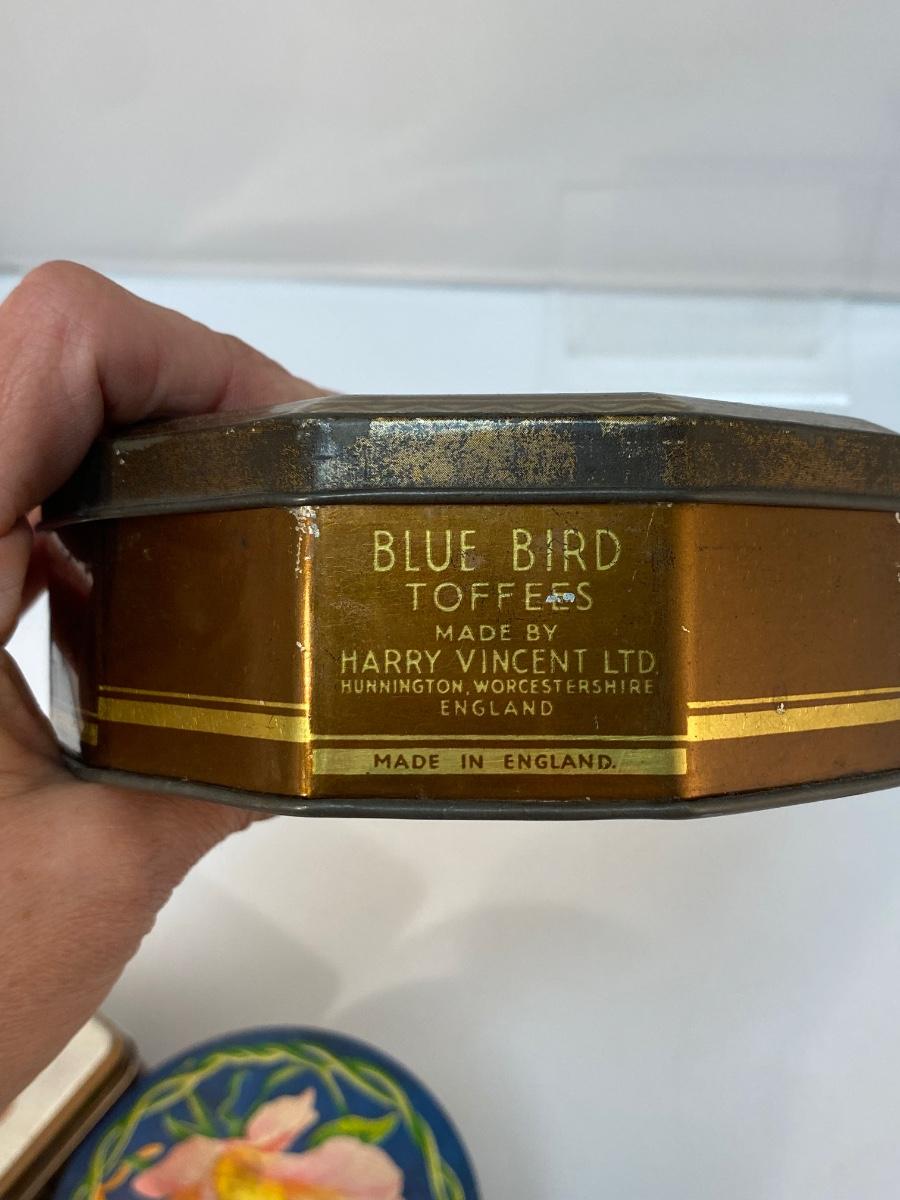 BLUE BIRD
TOFFEES
MADE BY
HARRY VINCENT LTD.
HUNNINGTON, WORCESTERSHIRE
ENGLAND
MADE IN ENGLAND.